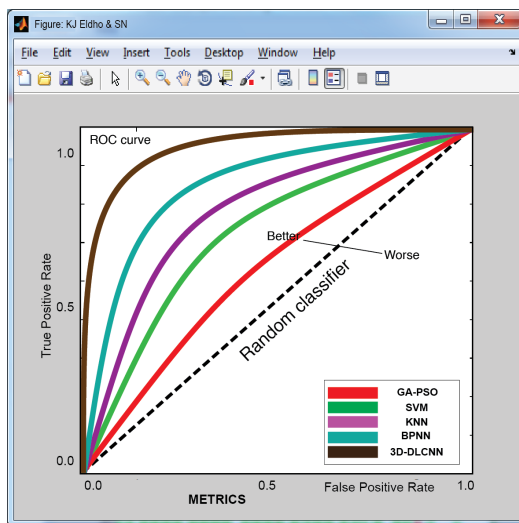 Figure: KJ Eldho & SN
File Edit View Insert Tools Desktop Window Help
ROC curve
1.0
0.5
0.0
True Positive Rate
Better
Worse
Random classifier
GA-PSO
SVM
KNN
BPNN
3D-DLCNN
0.0 0.5 1.0
False Positive Rate
METRICS